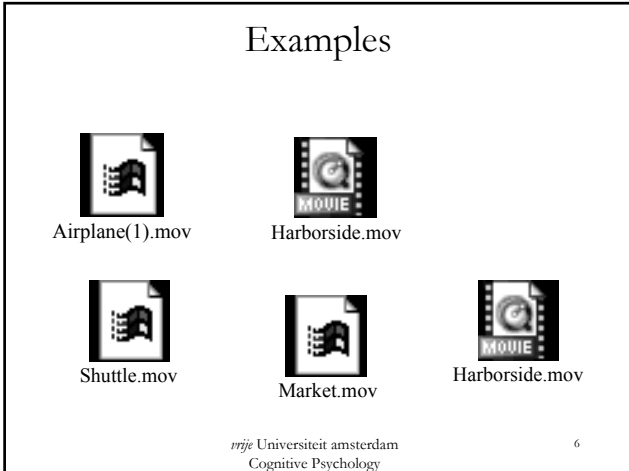 Examples
MOVIE
Airplane(1).mov
Harborside.mov
MOVIE
Shuttle.mov
Market.mov
Harborside.mov
vrije Universiteit amsterdam
6
Cognitive Psychology